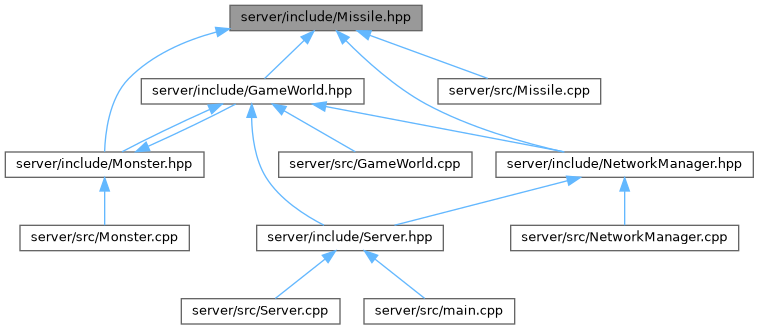 server/include/Missile.hpp
server/include/GameWorld.hpp
server/src/Missile.cpp
server/include/Monster.hpp
server/src/GameWorld.cpp
server/include/NetworkManager.hpp
server/src/Monster.cpp
server/include/Server.hpp
server/src/NetworkManager.cpp
server/src/Server.cpp
server/src/main.cpp